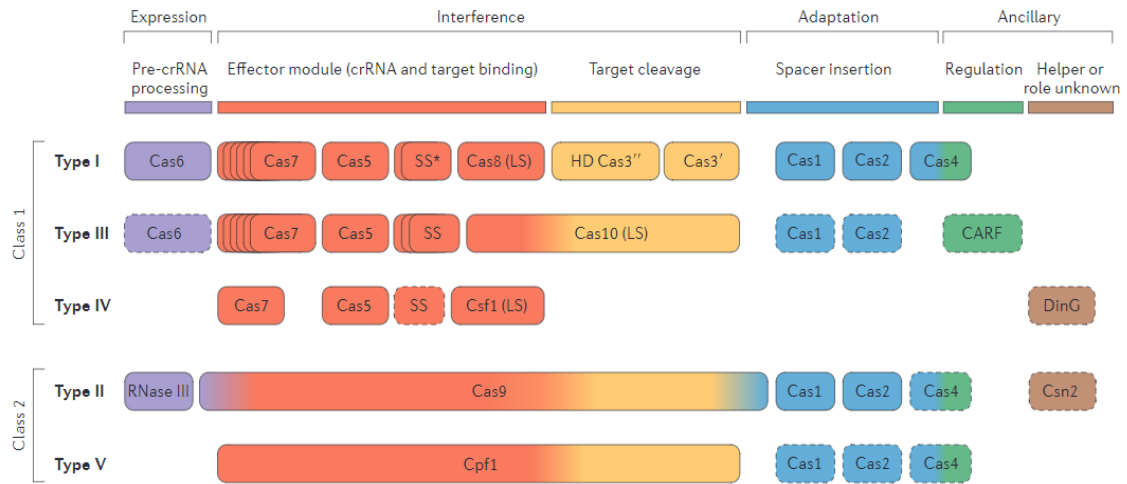 Expression Interference Adaptation Ancillary
Pre-crRNA processing Effector module (crRNA and target binding) Target cleavage Spacer insertion Regulation Helper or role unknown
Class 1
Type I Cas6 Cas7 Cas5 SS* Cas8 (LS) HD Cas3′′ Cas3′ Cas1 Cas2 Cas4
Type III Cas6 Cas7 Cas5 SS Cas10 (LS) Cas1 Cas2 CARF
Type IV Cas7 Cas5 SS Csf1 (LS) DinG
Class 2
Type II RNase III Cas9 Cas1 Cas2 Cas4 Csn2
Type V Cpf1 Cas1 Cas2 Cas4